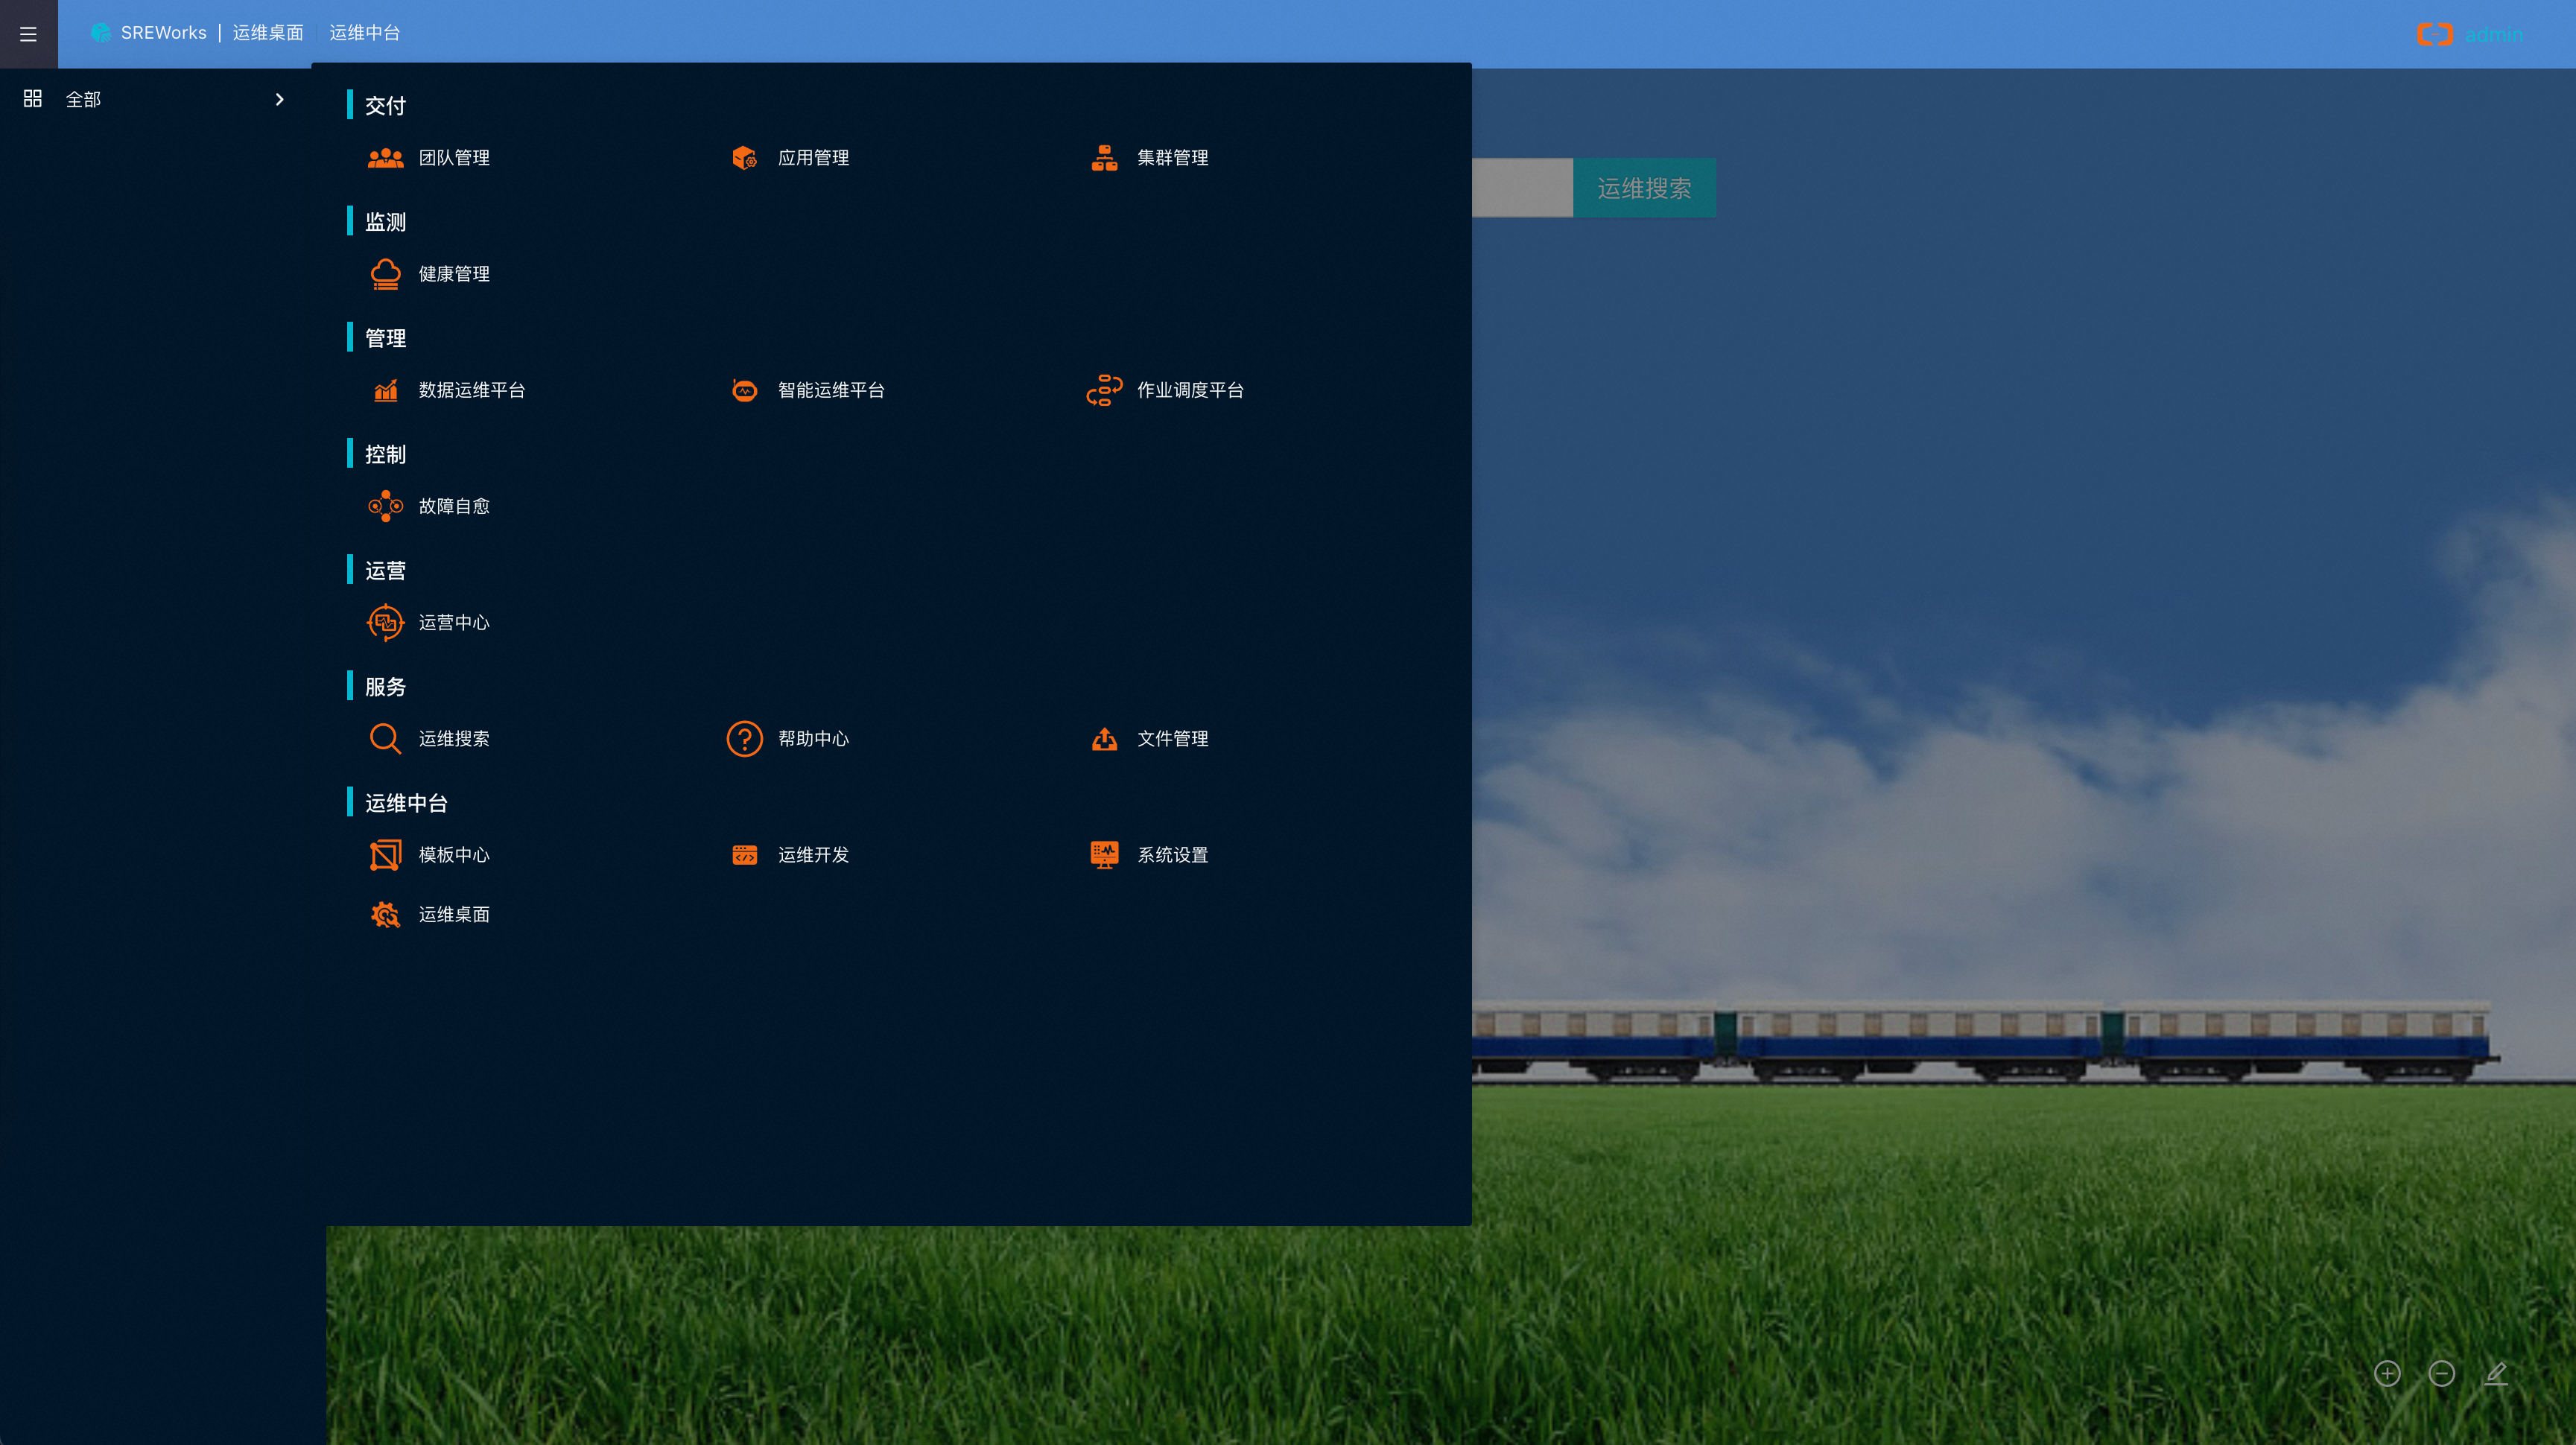 SREWorks | 运维桌面 运维中台
admin
全部
交付
团队管理 应用管理 集群管理
运维搜索
监测
健康管理
管理
数据运维平台 智能运维平台 作业调度平台
控制
故障自愈
运营
运营中心
服务
运维搜索 帮助中心 文件管理
运维中台
模板中心 运维开发 系统设置
运维桌面